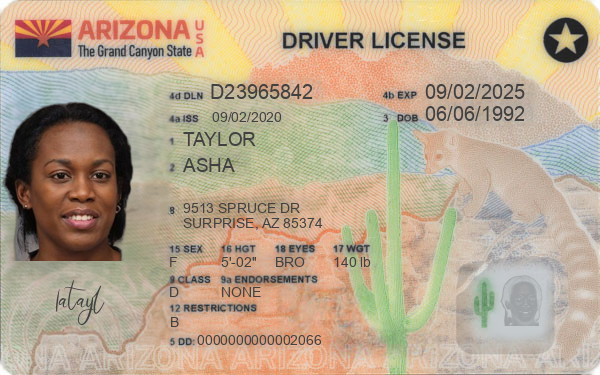 ARIZONA USA
The Grand Canyon State
DRIVER LICENSE
4d DLN D23965842 4b EXP 09/02/2025
4a ISS 09/02/2020 3 DOB 06/06/1992
1 TAYLOR
2 ASHA
8 9513 SPRUCE DR
SURPRISE, AZ 85374
15 SEX 16 HGT 18 EYES 17 WGT
F 5'-02" BRO 140 lb
9 CLASS 9a ENDORSEMENTS
D NONE
12 RESTRICTIONS
B
5 DD: 0000000000002066
latayl
ARIZONA ARIZONA ARIZONA ARIZONA